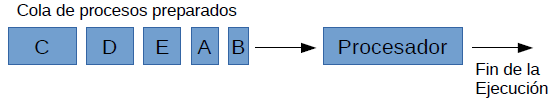 Cola de procesos preparados
C D E A B Procesador
Fin de la
Ejecución